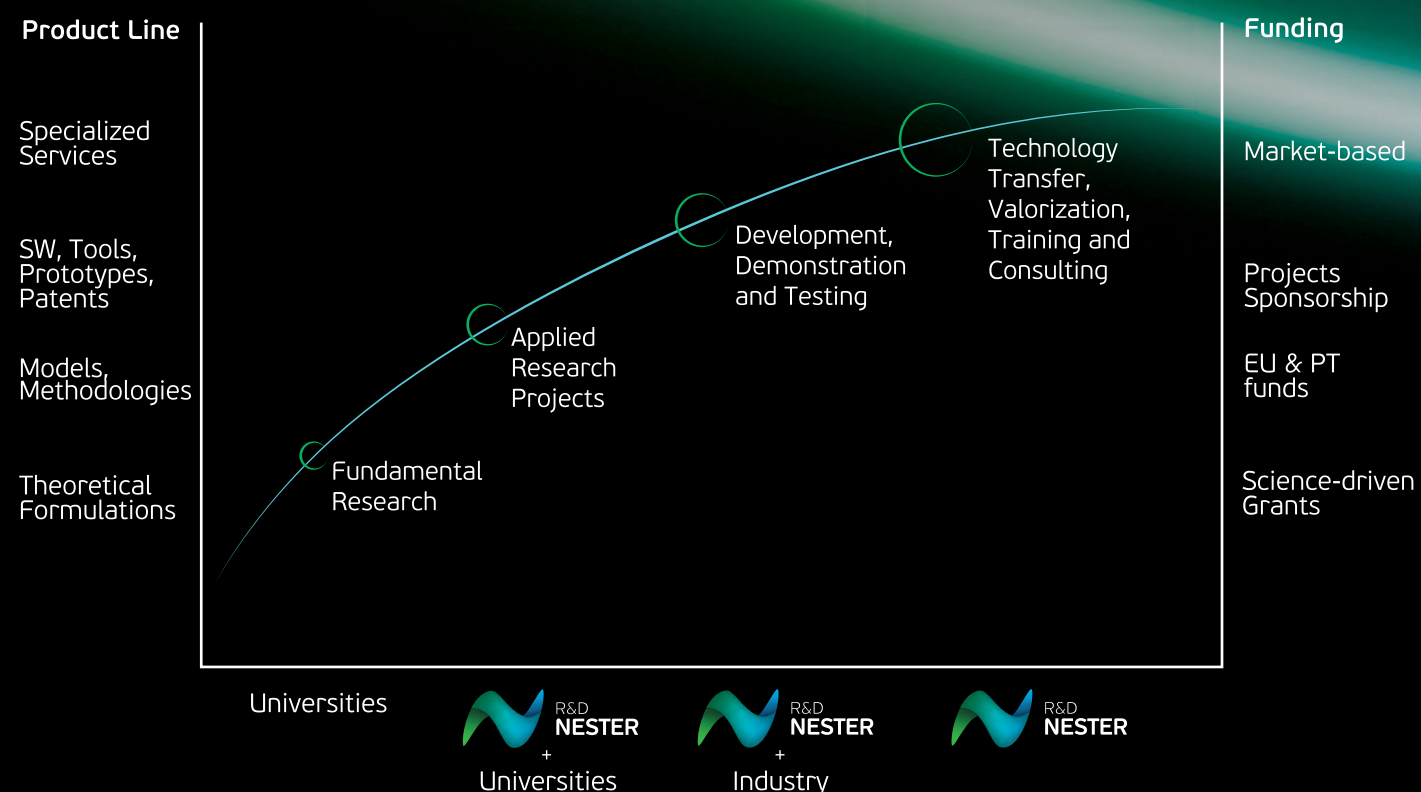 Product Line
Specialized
Services
SW, Tools,
Prototypes,
Patents
Models,
Methodologies
Theoretical
Formulations
Fundamental
Research
Applied
Research
Projects
Development,
Demonstration
and Testing
Technology
Transfer,
Valorization,
Training and
Consulting
Funding
Market-based
Projects
Sponsorship
EU & PT
funds
Science-driven
Grants
Universities
R&D
NESTER
+
Universities
R&D
NESTER
+
Industry
R&D
NESTER